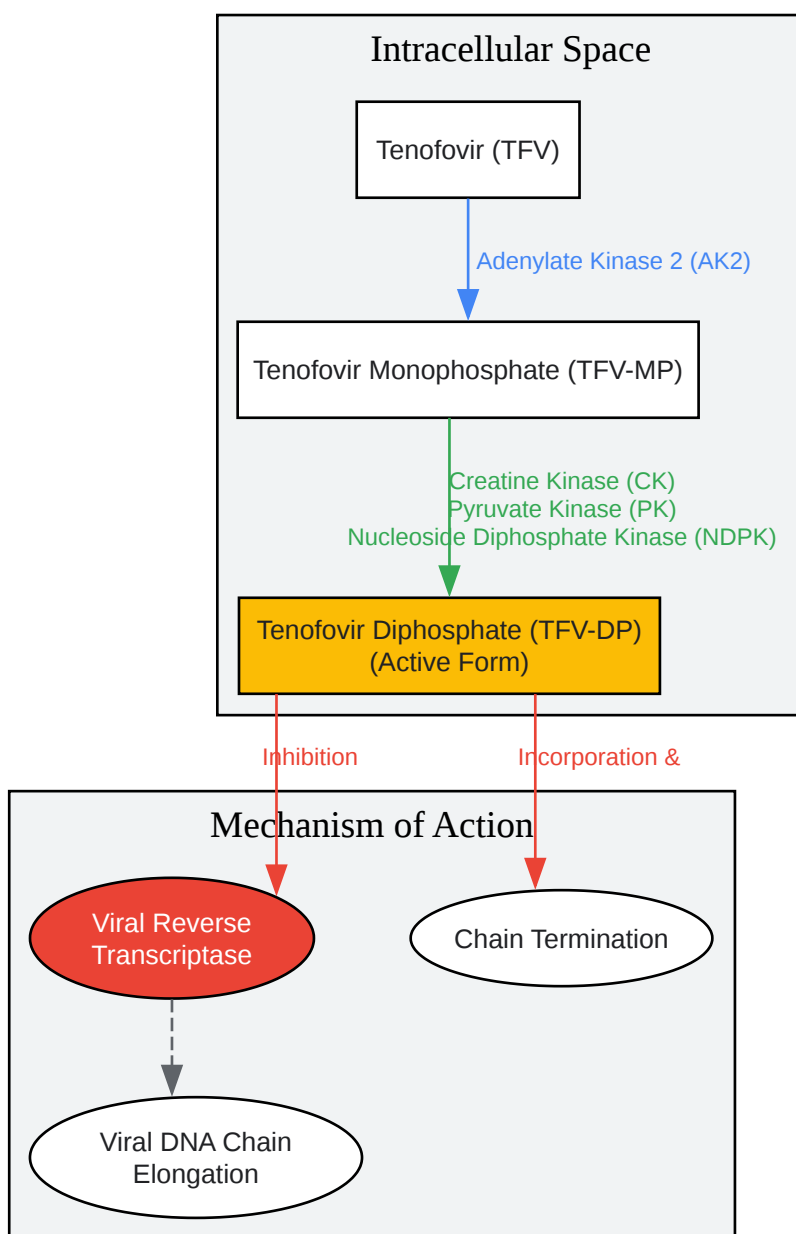 Intracellular Space
Tenofovir (TFV)
Adenylate Kinase 2 (AK2)
Tenofovir Monophosphate (TFV-MP)
Creatine Kinase (CK)
Pyruvate Kinase (PK)
Nucleoside Diphosphate Kinase (NDPK)
Tenofovir Diphosphate (TFV-DP)
(Active Form)
Inhibition
Incorporation &
Mechanism of Action
Viral Reverse
Transcriptase
Chain Termination
Viral DNA Chain
Elongation